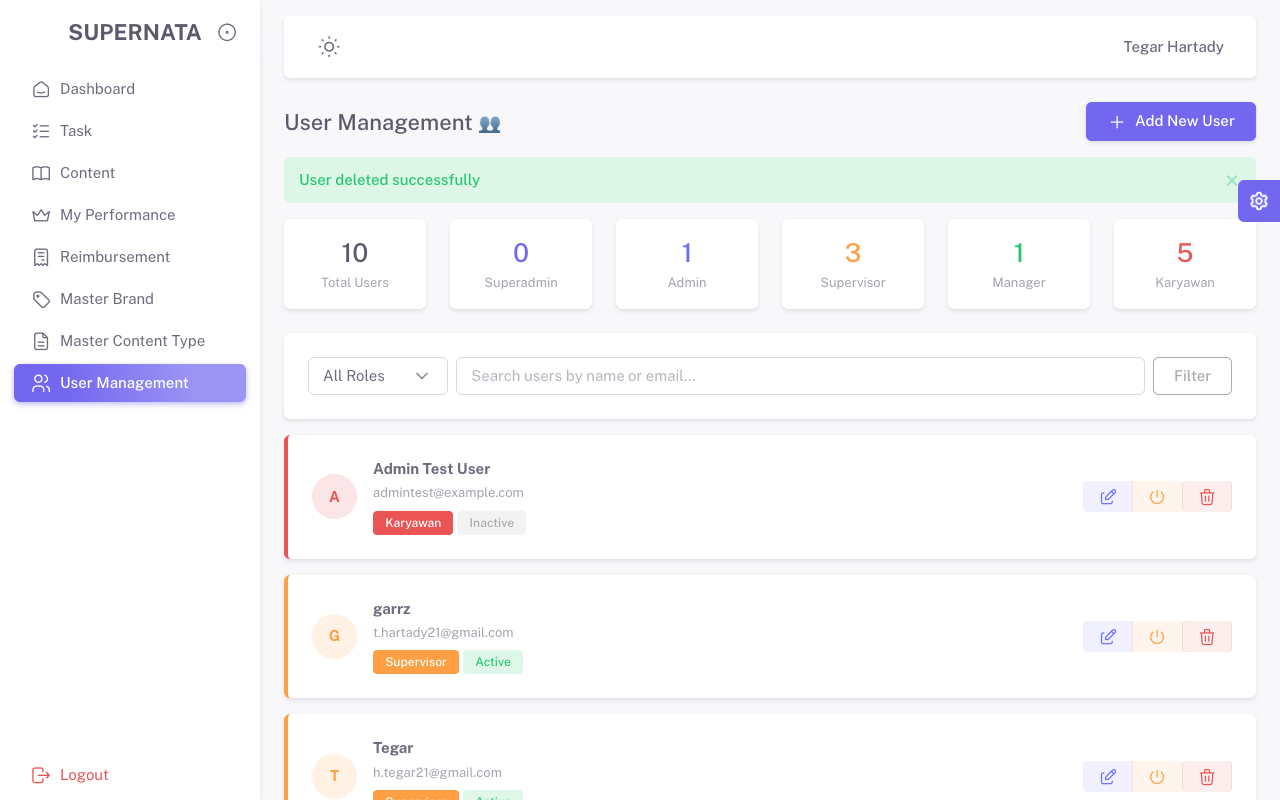 SUPERNATA
Dashboard
Task
Content
My Performance
Reimbursement
Master Brand
Master Content Type
User Management
Logout
Tegar Hartady
User Management
Add New User
User deleted successfully
10
Total Users
0
Superadmin
1
Admin
3
Supervisor
1
Manager
5
Karyawan
All Roles
Search users by name or email...
Filter
A
Admin Test User
admintest@example.com
Karyawan Inactive
G
garrz
t.hartady21@gmail.com
Supervisor Active
T
Tegar
h.tegar21@gmail.com
Supervisor Active